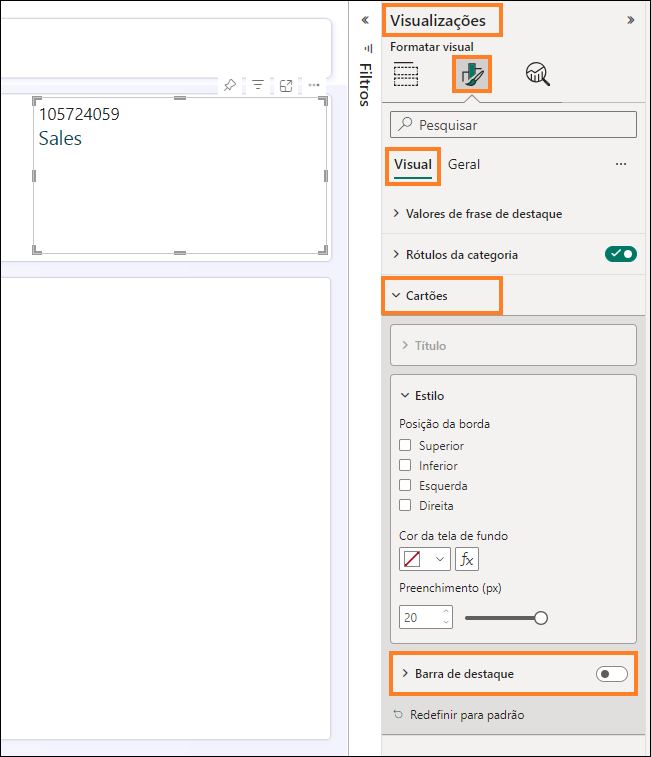 105724059
Sales
Filtros
Visualizações
Formatar visual
Pesquisar
Visual Geral
Valores de frase de destaque
Rótulos da categoria
Cartões
Título
Estilo
Posição da borda
Superior
Inferior
Esquerda
Direita
Cor da tela de fundo
fx
Preenchimento (px)
20
Barra de destaque
Redefinir para padrão